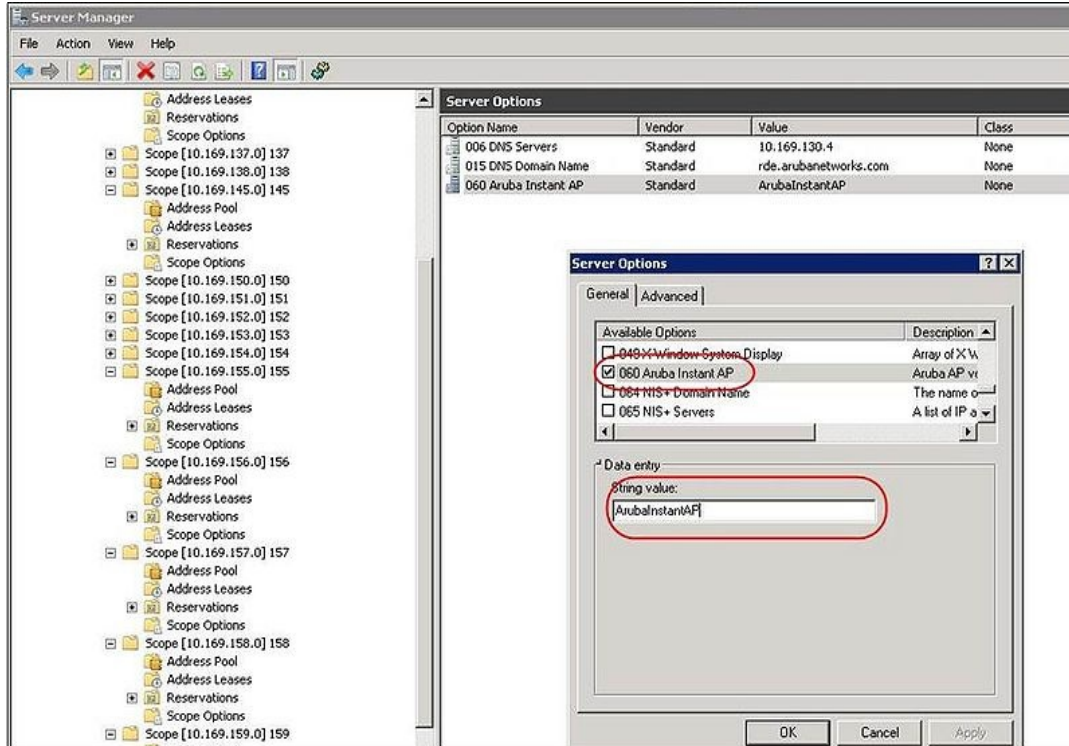 Server Manager
File Action View Help
Address Leases
Reservations
Scope Options
Scope [10.169.137.0] 137
Scope [10.169.138.0] 138
Scope [10.169.145.0] 145
Address Pool
Address Leases
Reservations
Scope Options
Scope [10.169.150.0] 150
Scope [10.169.151.0] 151
Scope [10.169.152.0] 152
Scope [10.169.153.0] 153
Scope [10.169.154.0] 154
Scope [10.169.155.0] 155
Address Pool
Address Leases
Reservations
Scope Options
Scope [10.169.156.0] 156
Address Pool
Address Leases
Reservations
Scope Options
Scope [10.169.157.0] 157
Address Pool
Address Leases
Reservations
Scope Options
Scope [10.169.158.0] 158
Address Pool
Address Leases
Reservations
Scope Options
Scope [10.169.159.0] 159
Server Options
Option Name Vendor Value Class
006 DNS Servers Standard 10.169.130.4 None
015 DNS Domain Name Standard rde.arubanetworks.com None
060 Aruba Instant AP Standard ArubaInstantAP None
Server Options
General Advanced
Available Options Description
049 X Window System Display Array of X W
060 Aruba Instant AP Aruba AP ve
064 NIS+ Domain Name The name o
065 NIS+ Servers A list of IP a
Data entry
String value:
ArubaInstantAP
OK Cancel Apply